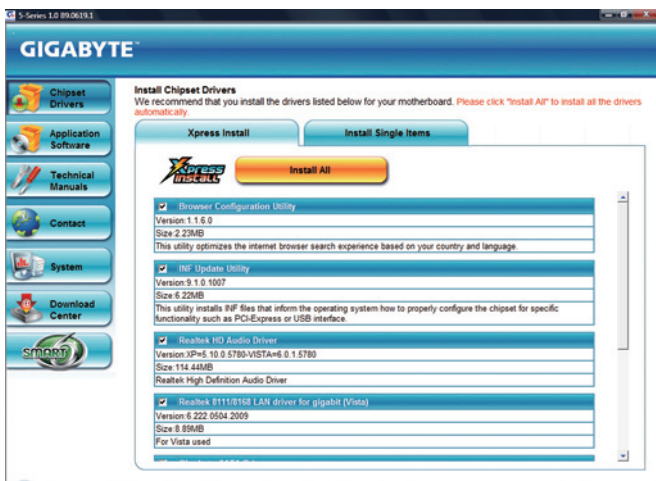 5-Series 1.0 B9.0619.1
GIGABYTE™
Chipset
Drivers
Application
Software
Technical
Manuals
Contact
System
Download
Center
SMART
Install Chipset Drivers
We recommend that you install the drivers listed below for your motherboard. Please click "Install All" to install all the drivers
automatically.
Xpress Install
Install Single Items
Xpress
INSTALL
Install All
Browser Configuration Utility
Version:1.1.6.0
Size:2.23MB
This utility optimizes the internet browser search experience based on your country and language.
INF Update Utility
Version:9.1.0.1007
Size:6.22MB
This utility installs INF files that inform the operating system how to properly configure the chipset for specific
functionality such as PCI-Express or USB interface.
Realtek HD Audio Driver
Version:XP=5.10.0.5780-VISTA=6.0.1.5780
Size:114.44MB
Realtek High Definition Audio Driver
Realtek 8111/8168 LAN driver for gigabit (Vista)
Version:6.222.0504.2009
Size:8.89MB
For Vista used